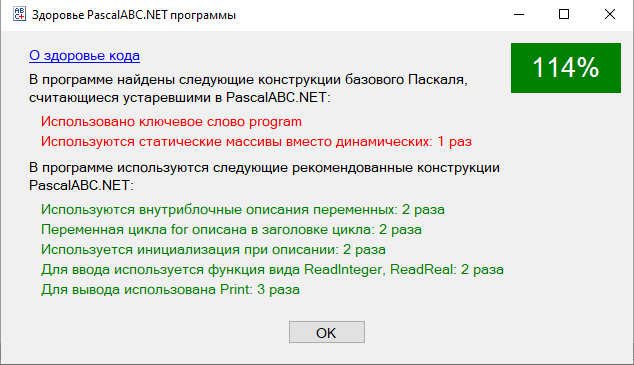 Здоровье PascalABC.NET программы
О здоровье кода
114%
В программе найдены следующие конструкции базового Паскаля,
считающиеся устаревшими в PascalABC.NET:
Использовано ключевое слово program
Используются статические массивы вместо динамических: 1 раз
В программе используются следующие рекомендованные конструкции
PascalABC.NET:
Используются внутриблочные описания переменных: 2 раза
Переменная цикла for описана в заголовке цикла: 2 раза
Используется инициализация при описании: 2 раза
Для ввода используется функция вида ReadInteger, ReadReal: 2 раза
Для вывода использована Print: 3 раза
OK